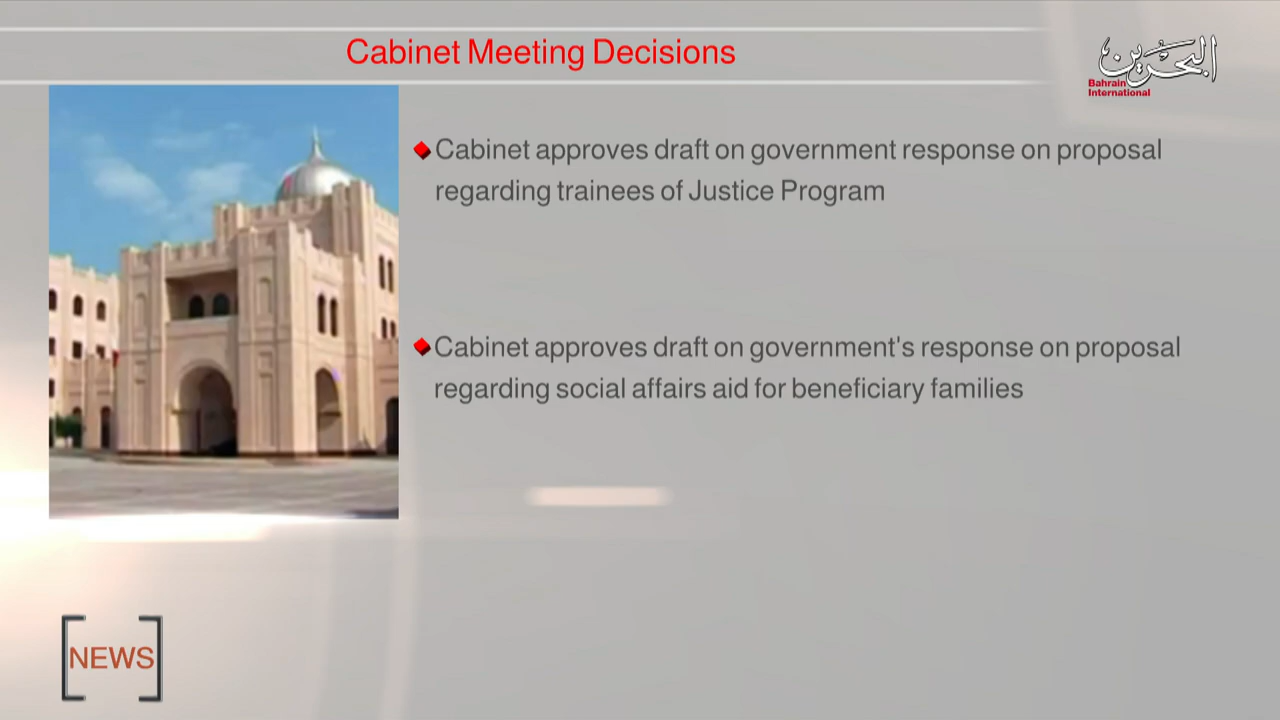 Cabinet Meeting Decisions
البحرين
Bahrain
International
Cabinet approves draft on government response on proposal
regarding trainees of Justice Program
Cabinet approves draft on government's response on proposal
regarding social affairs aid for beneficiary families
NEWS